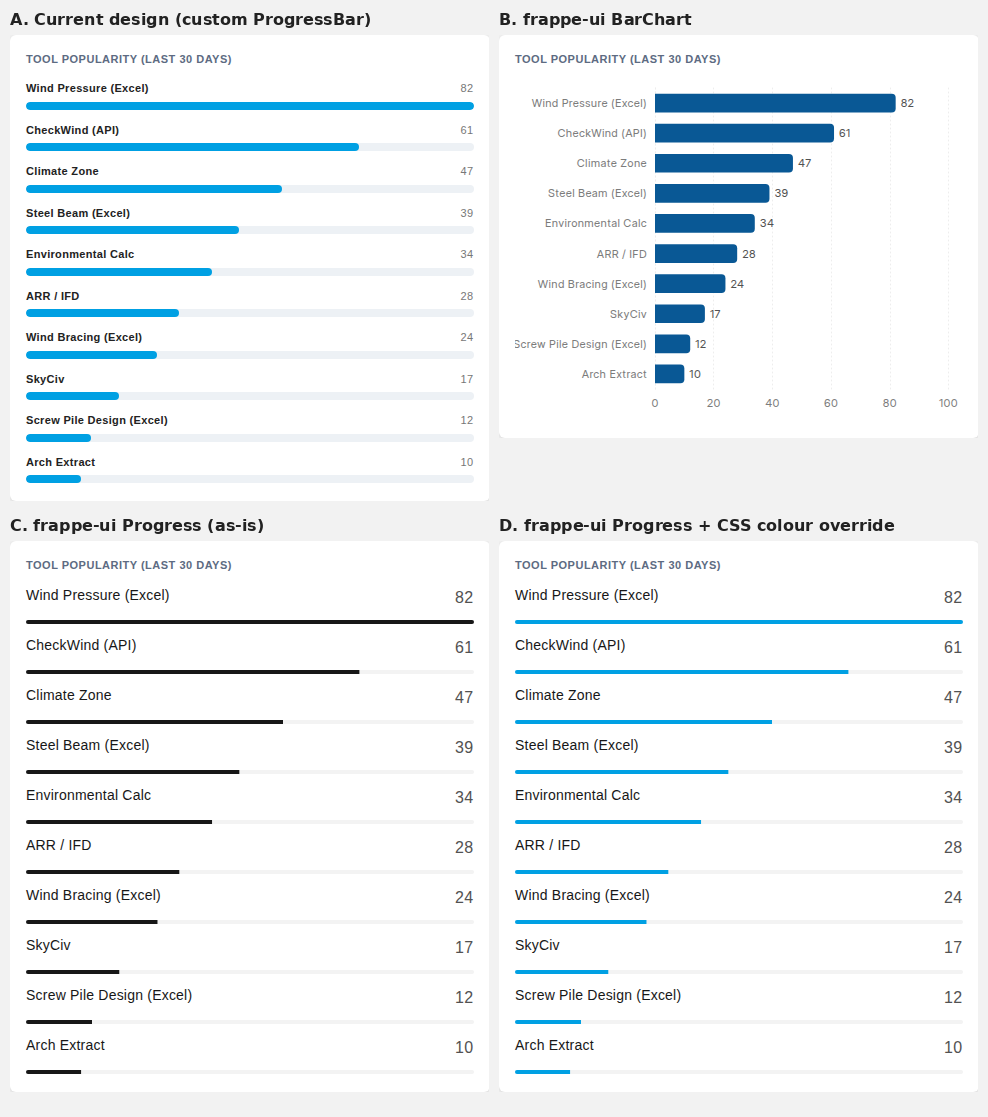 A. Current design (custom ProgressBar)
TOOL POPULARITY (LAST 30 DAYS)
Wind Pressure (Excel) 82
CheckWind (API) 61
Climate Zone 47
Steel Beam (Excel) 39
Environmental Calc 34
ARR / IFD 28
Wind Bracing (Excel) 24
SkyCiv 17
Screw Pile Design (Excel) 12
Arch Extract 10
B. frappe-ui BarChart
TOOL POPULARITY (LAST 30 DAYS)
Wind Pressure (Excel) 82
CheckWind (API) 61
Climate Zone 47
Steel Beam (Excel) 39
Environmental Calc 34
ARR / IFD 28
Wind Bracing (Excel) 24
SkyCiv 17
Screw Pile Design (Excel) 12
Arch Extract 10
0 20 40 60 80 100
C. frappe-ui Progress (as-is)
TOOL POPULARITY (LAST 30 DAYS)
Wind Pressure (Excel) 82
CheckWind (API) 61
Climate Zone 47
Steel Beam (Excel) 39
Environmental Calc 34
ARR / IFD 28
Wind Bracing (Excel) 24
SkyCiv 17
Screw Pile Design (Excel) 12
Arch Extract 10
D. frappe-ui Progress + CSS colour override
TOOL POPULARITY (LAST 30 DAYS)
Wind Pressure (Excel) 82
CheckWind (API) 61
Climate Zone 47
Steel Beam (Excel) 39
Environmental Calc 34
ARR / IFD 28
Wind Bracing (Excel) 24
SkyCiv 17
Screw Pile Design (Excel) 12
Arch Extract 10